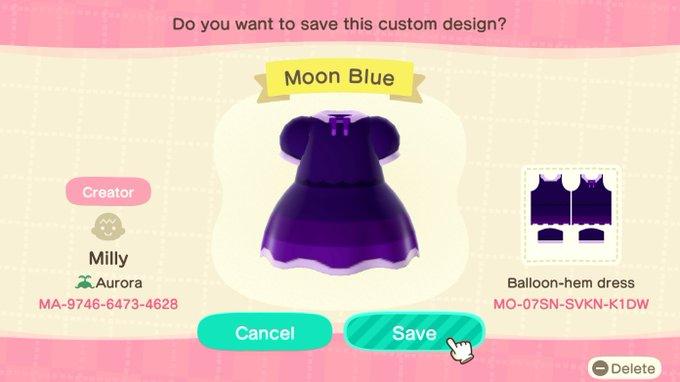 Do you want to save this custom design?
Moon Blue
Creator
Milly
Aurora
MA-9746-6473-4628
Balloon-hem dress
MO-07SN-SVKN-K1DW
Cancel
Save
Delete